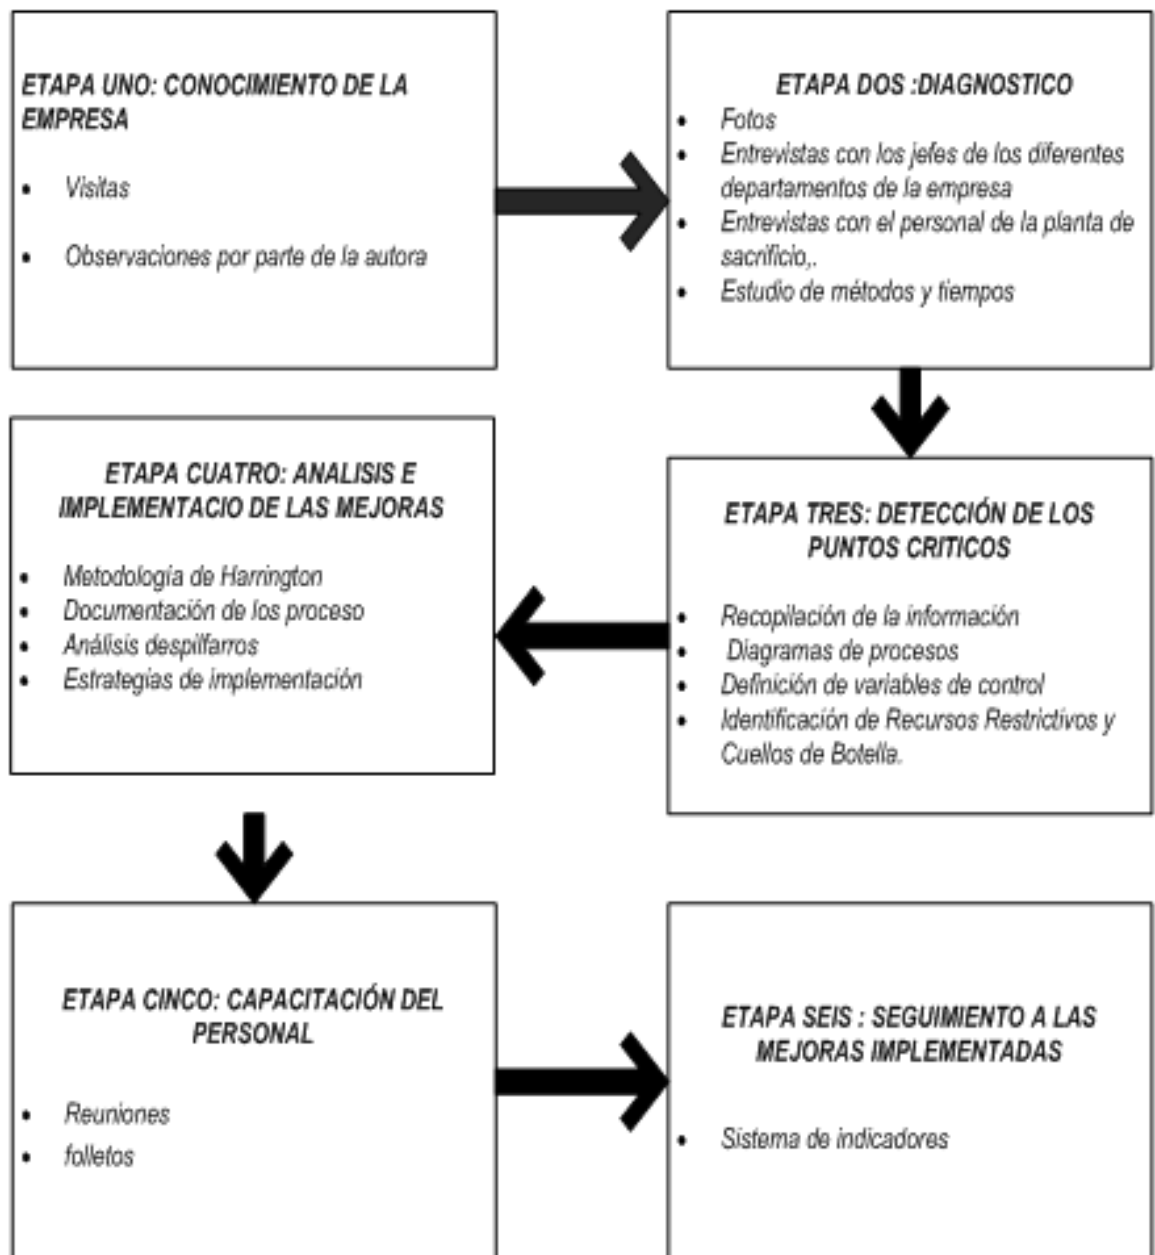 ETAPA UNO: CONOCIMIENTO DE LA
EMPRESA
• Visitas
• Observaciones por parte de la autora
ETAPA DOS :DIAGNOSTICO
• Fotos
• Entrevistas con los jefes de los diferentes
departamentos de la empresa
• Entrevistas con el personal de la planta de
sacrificio,.
• Estudio de métodos y tiempos
ETAPA TRES: DETECCIÓN DE LOS
PUNTOS CRITICOS
• Recopilación de la información
• Diagramas de procesos
• Definición de variables de control
• Identificación de Recursos Restrictivos y
Cuellos de Botella.
ETAPA CUATRO: ANALISIS E
IMPLEMENTACIO DE LAS MEJORAS
• Metodología de Harrington
• Documentación de los proceso
• Análisis despilfarros
• Estrategias de implementación
ETAPA CINCO: CAPACITACIÓN DEL
PERSONAL
• Reuniones
• folletos
ETAPA SEIS : SEGUIMIENTO A LAS
MEJORAS IMPLEMENTADAS
• Sistema de indicadores